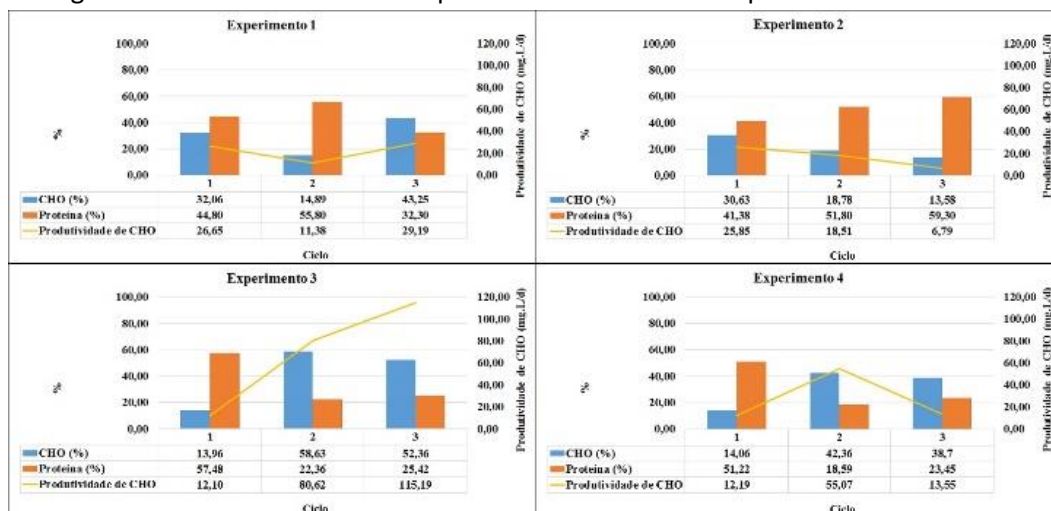 Experimento 1
100,00 120,00
80,00 100,00
60,00 80,00
40,00 60,00
20,00 40,00
0,00 20,00
0,00
%
Produtividade de CHO (mg.L/d)
1 2 3
CHO (%) 32,06 14,89 43,25
Proteína (%) 44,80 55,80 32,30
Produtividade de CHO 26,65 11,38 29,19
Ciclo
Experimento 2
100,00 120,00
80,00 100,00
60,00 80,00
40,00 60,00
20,00 40,00
0,00 20,00
0,00
%
Produtividade de CHO (mg.L/d)
1 2 3
CHO (%) 30,63 18,78 13,58
Proteína (%) 41,38 51,80 59,30
Produtividade de CHO 25,85 18,51 6,79
Ciclo
Experimento 3
100,00 120,00
80,00 100,00
60,00 80,00
40,00 60,00
20,00 40,00
0,00 20,00
0,00
%
Produtividade de CHO (mg.L/d)
1 2 3
CHO (%) 13,96 58,63 52,36
Proteína (%) 57,48 22,36 25,42
Produtividade de CHO 12,10 80,62 115,19
Ciclo
Experimento 4
100,00 120,00
80,00 100,00
60,00 80,00
40,00 60,00
20,00 40,00
0,00 20,00
0,00
%
Produtividade de CHO (mg.L/d)
1 2 3
CHO (%) 14,06 42,36 38,7
Proteína (%) 51,22 18,59 23,45
Produtividade de CHO 12,19 55,07 13,55
Ciclo